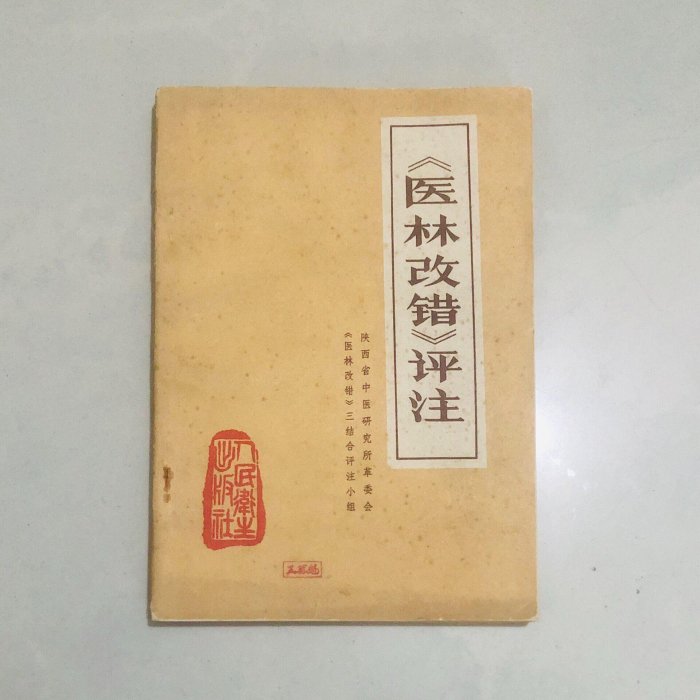 《医林改错》评注
陕西省中医研究所革委会
《医林改错》三结合评注小组
人民衛生
出版社